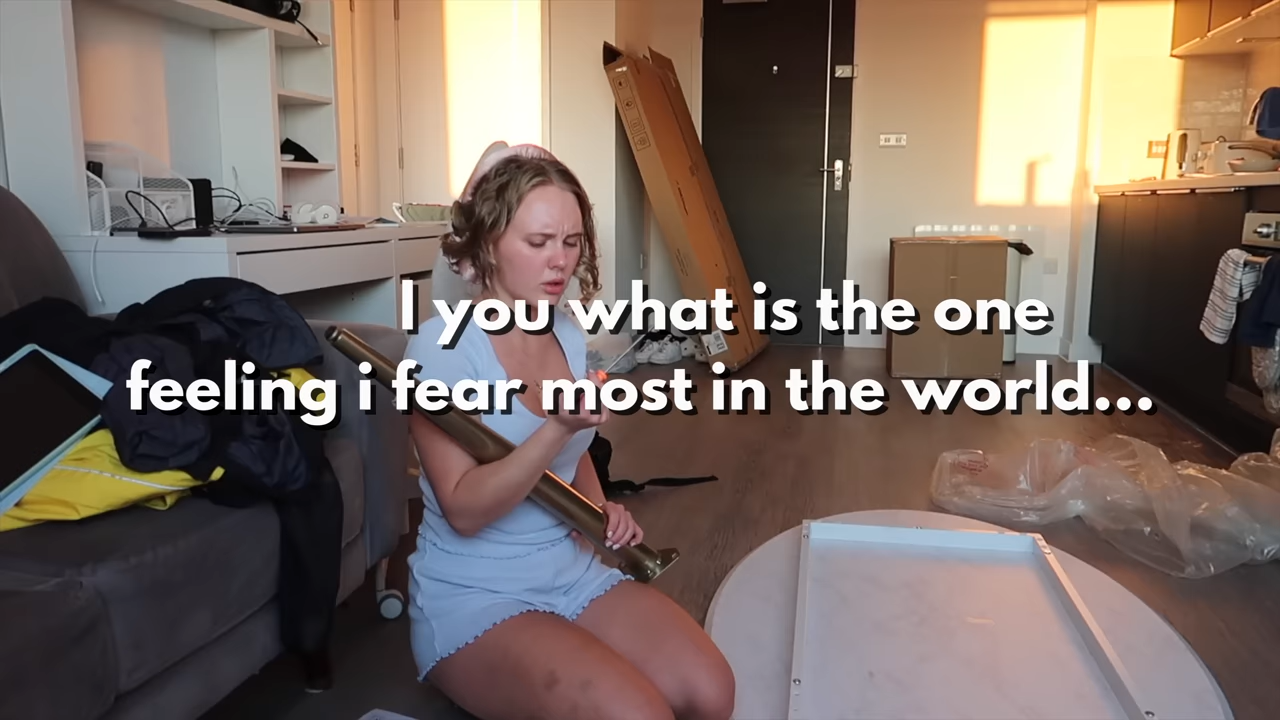 l you what is the one
feeling i fear most in the world...